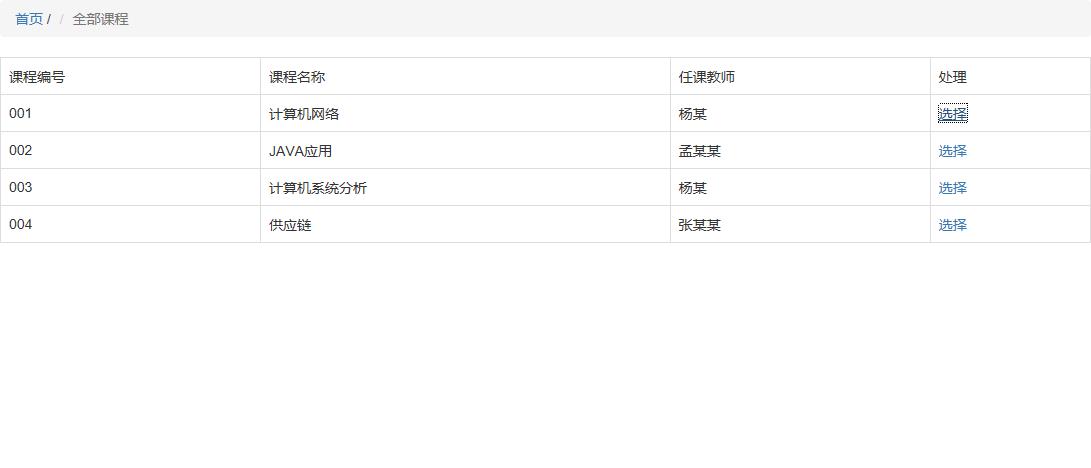 首页 / / 全部课程
课程编号 课程名称 任课教师 处理
001 计算机网络 杨某 选择
002 JAVA应用 孟某某 选择
003 计算机系统分析 杨某 选择
004 供应链 张某某 选择